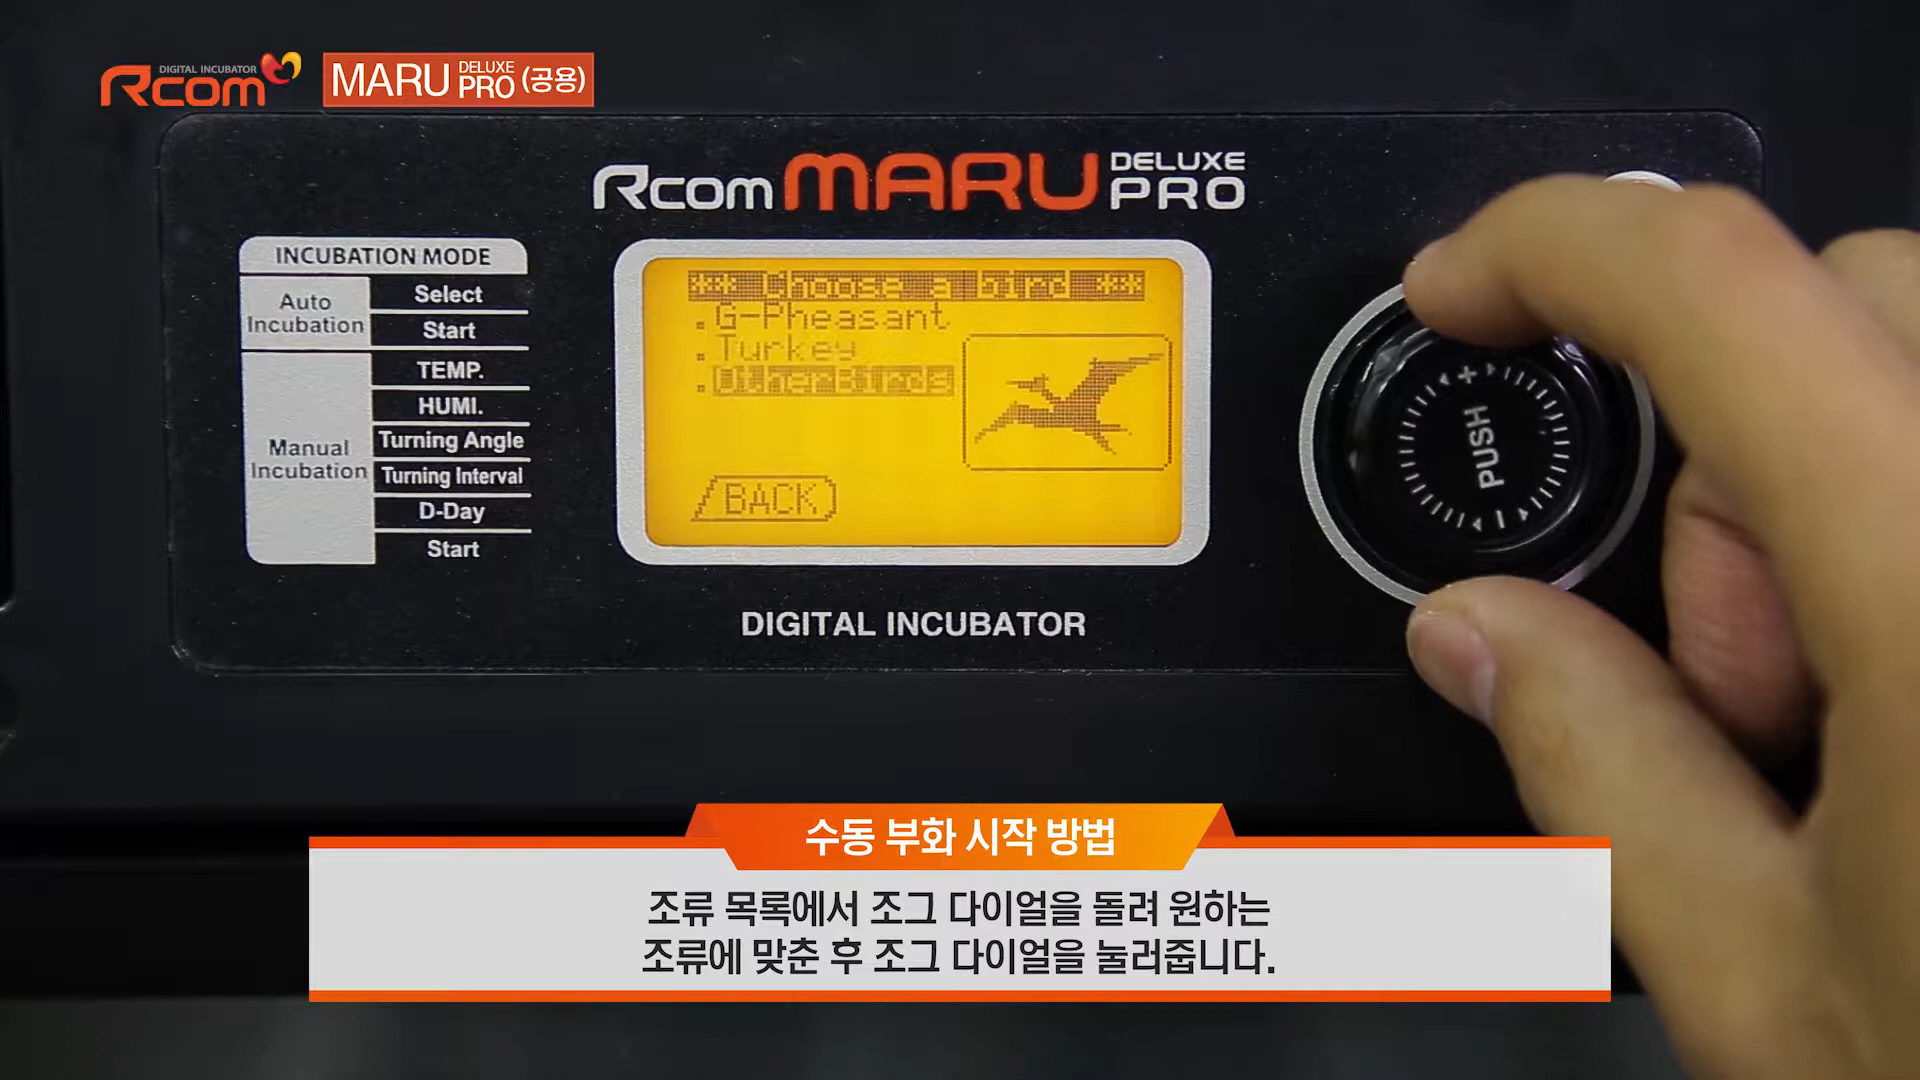 DIGITAL INCUBATOR
Rcom
MARU DELUXE PRO (공용)
Rcom MARU DELUXE PRO
INCUBATION MODE
Auto Incubation
Select
Start
Manual Incubation
TEMP.
HUMI.
Turning Angle
Turning Interval
D-Day
Start
** Choose a bird **
.G-Pheasant
.Turkey
.OtherBirds
BACK
+
PUSH
-
DIGITAL INCUBATOR
수동 부화 시작 방법
조류 목록에서 조그 다이얼을 돌려 원하는
조류에 맞춘 후 조그 다이얼을 눌러줍니다.